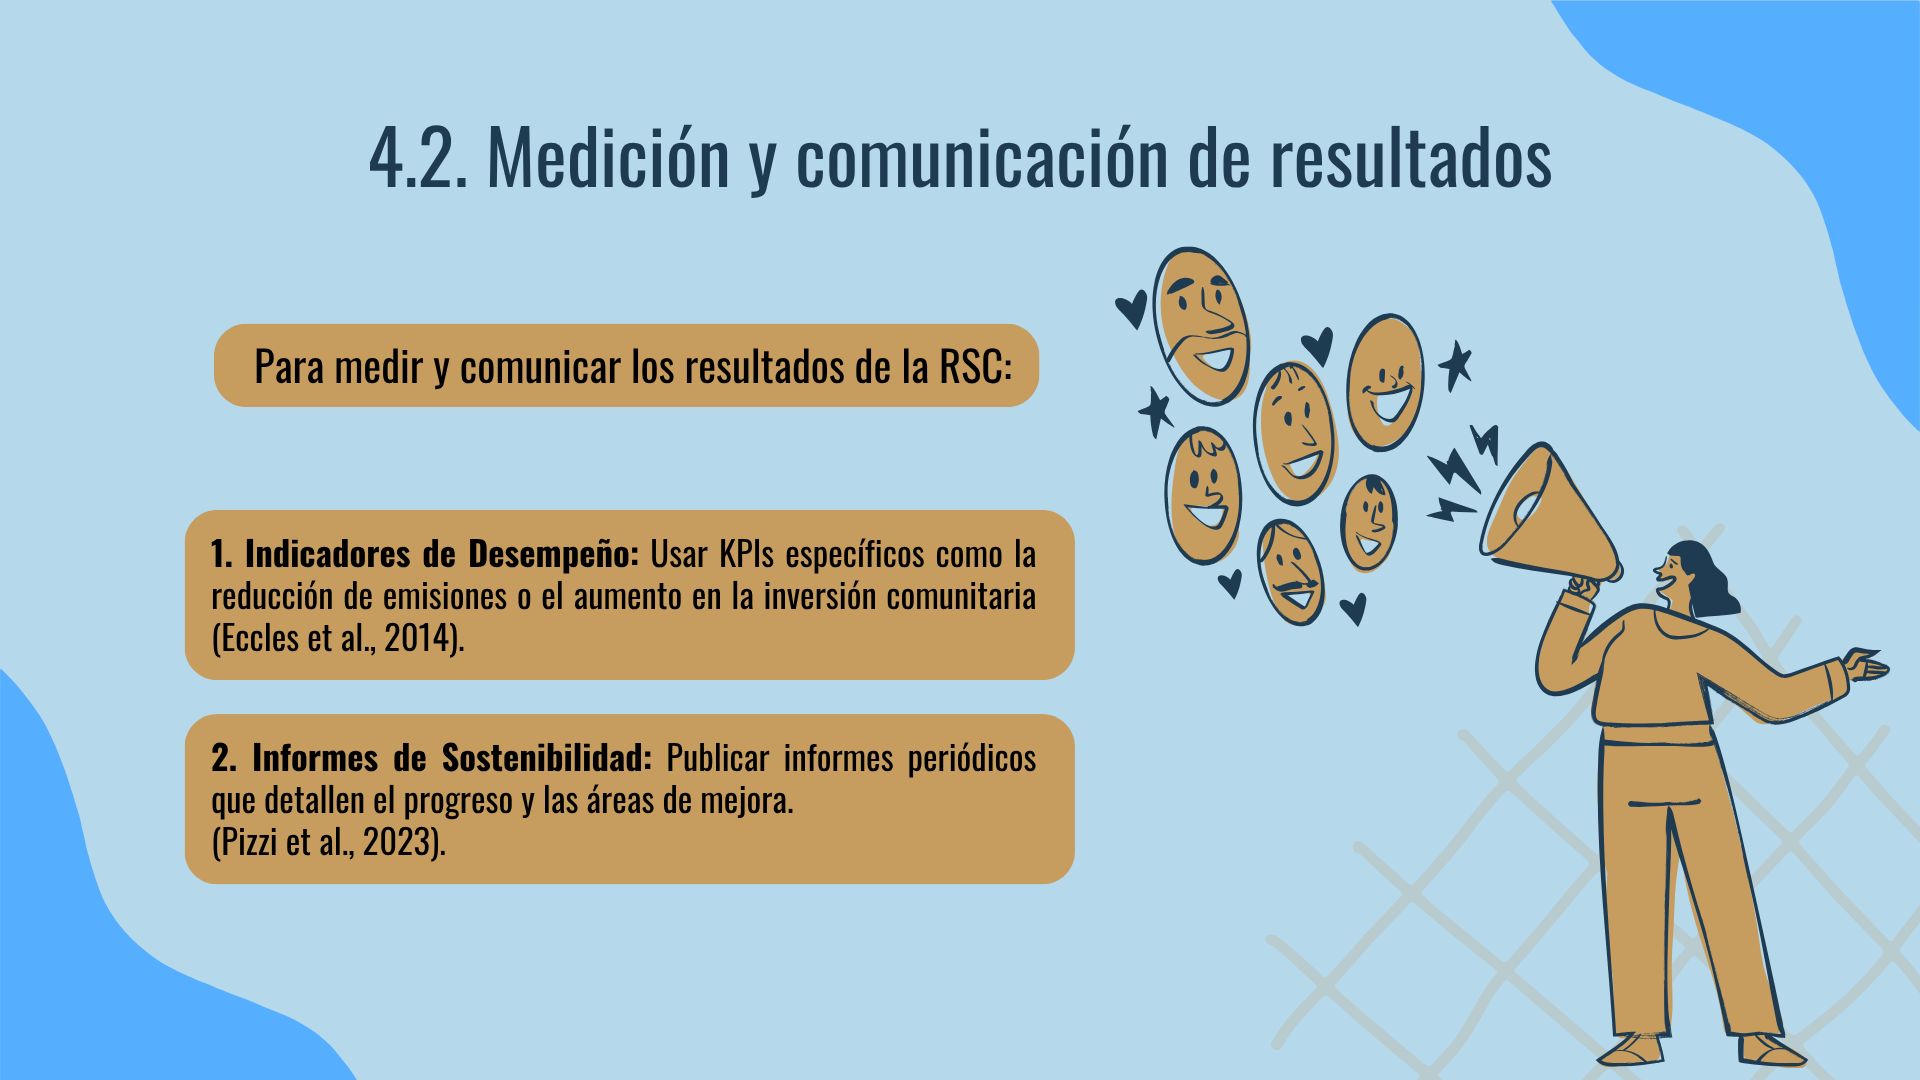 4.2. Medición y comunicación de resultados
Para medir y comunicar los resultados de la RSC:
1. Indicadores de Desempeño: Usar KPIs específicos como la
reducción de emisiones o el aumento en la inversión comunitaria
(Eccles et al., 2014).
2. Informes de Sostenibilidad: Publicar informes periódicos
que detallen el progreso y las áreas de mejora.
(Pizzi et al., 2023).